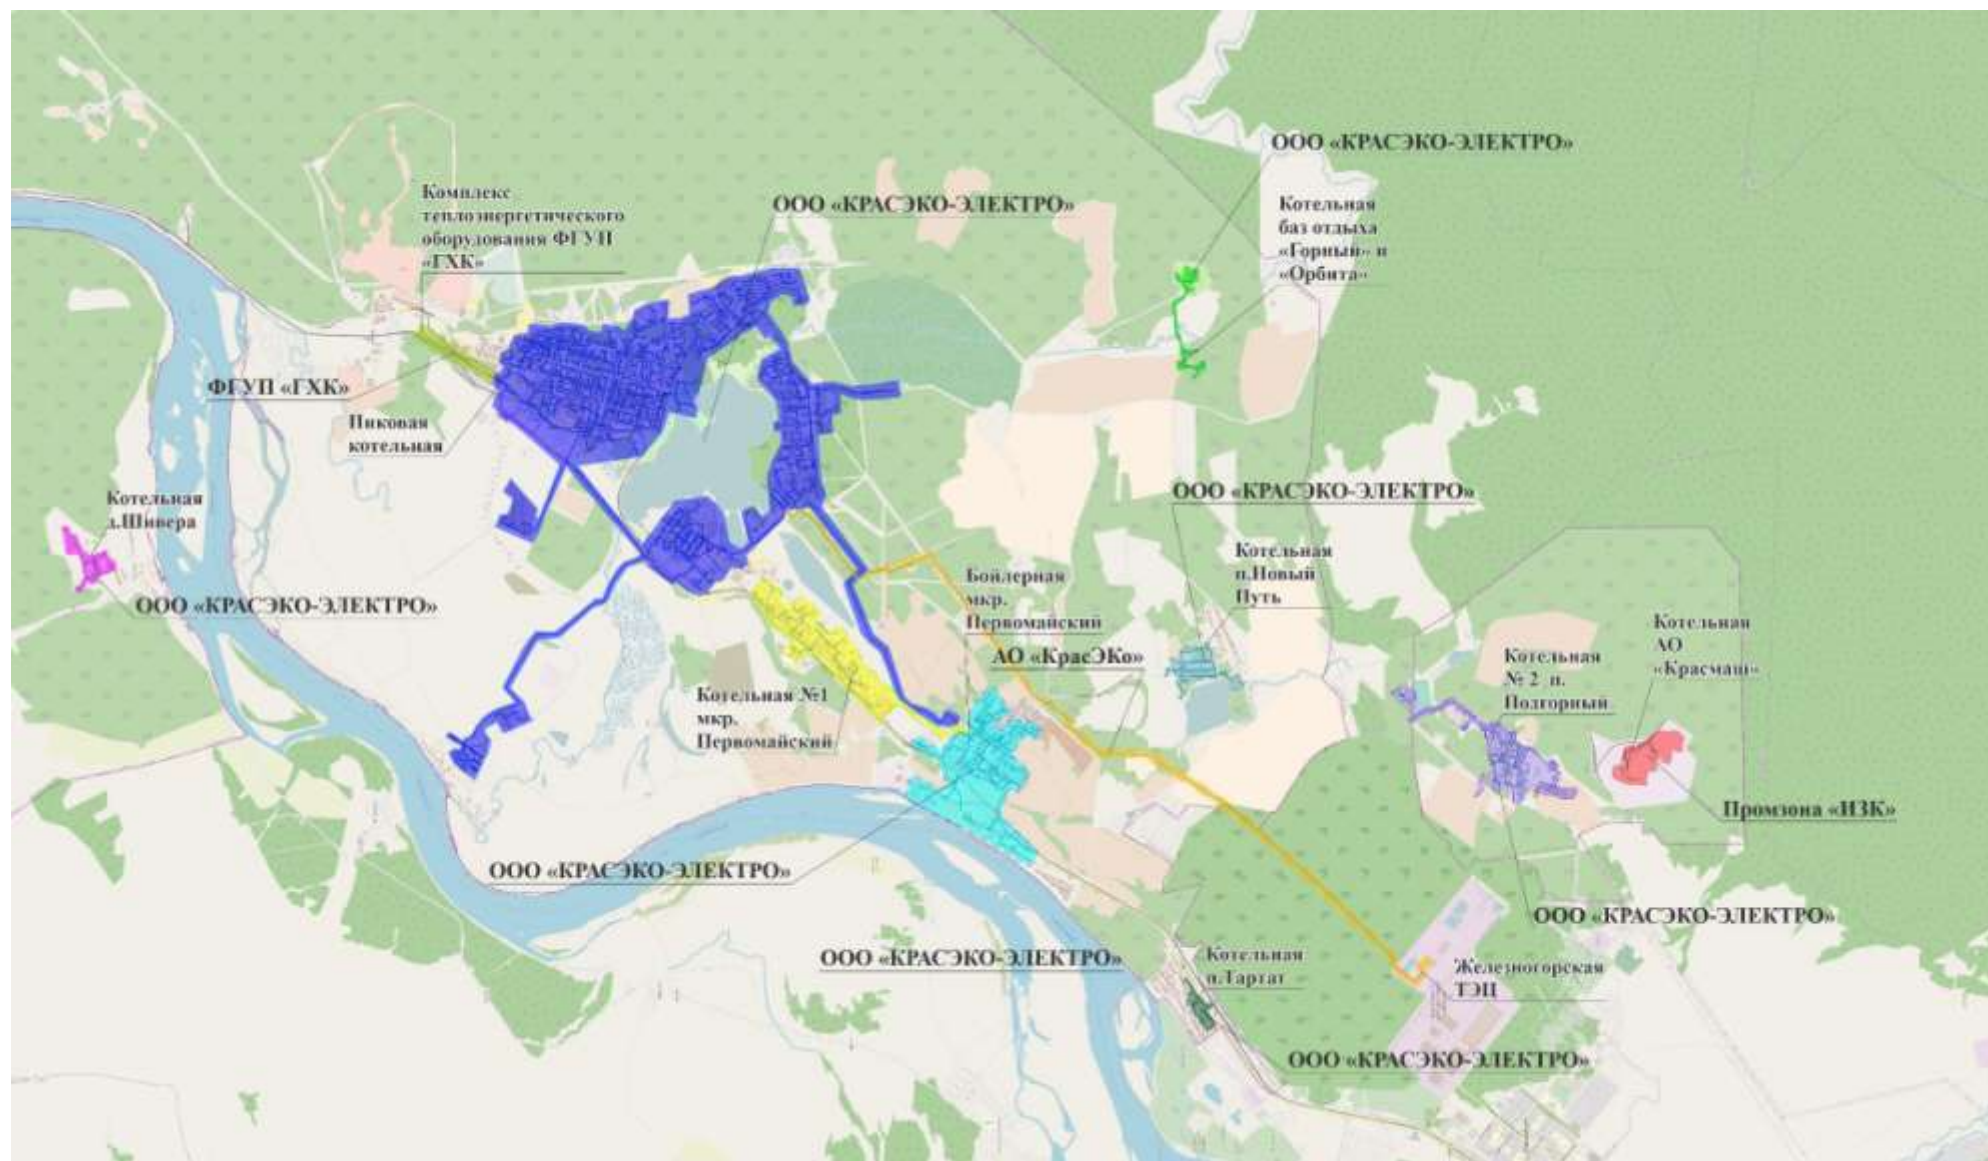 ООО «КРАСЭКО-ЭЛЕКТРО»
Комплекс
теплоэнергетического
оборудования ФГУП
«ГХК»
ООО «КРАСЭКО-ЭЛЕКТРО»
Котельная
баз отдыха
«Горный» и
«Орбита»
ФГУП «ГХК»
Пиковая
котельная
Котельная
д.Шивера
ООО «КРАСЭКО-ЭЛЕКТРО»
ООО «КРАСЭКО-ЭЛЕКТРО»
Котельная
п.Новый
Путь
Бойлерная
мкр.
Первомайский
АО «КрасЭКо»
Котельная №1
мкр.
Первомайский
Котельная
№ 2 п.
Подгорный
Котельная
АО
«Красмаш»
Промзона «ИЗК»
ООО «КРАСЭКО-ЭЛЕКТРО»
ООО «КРАСЭКО-ЭЛЕКТРО»
ООО «КРАСЭКО-ЭЛЕКТРО»
Котельная
п.Тартат
Железногорская
ТЭЦ
ООО «КРАСЭКО-ЭЛЕКТРО»